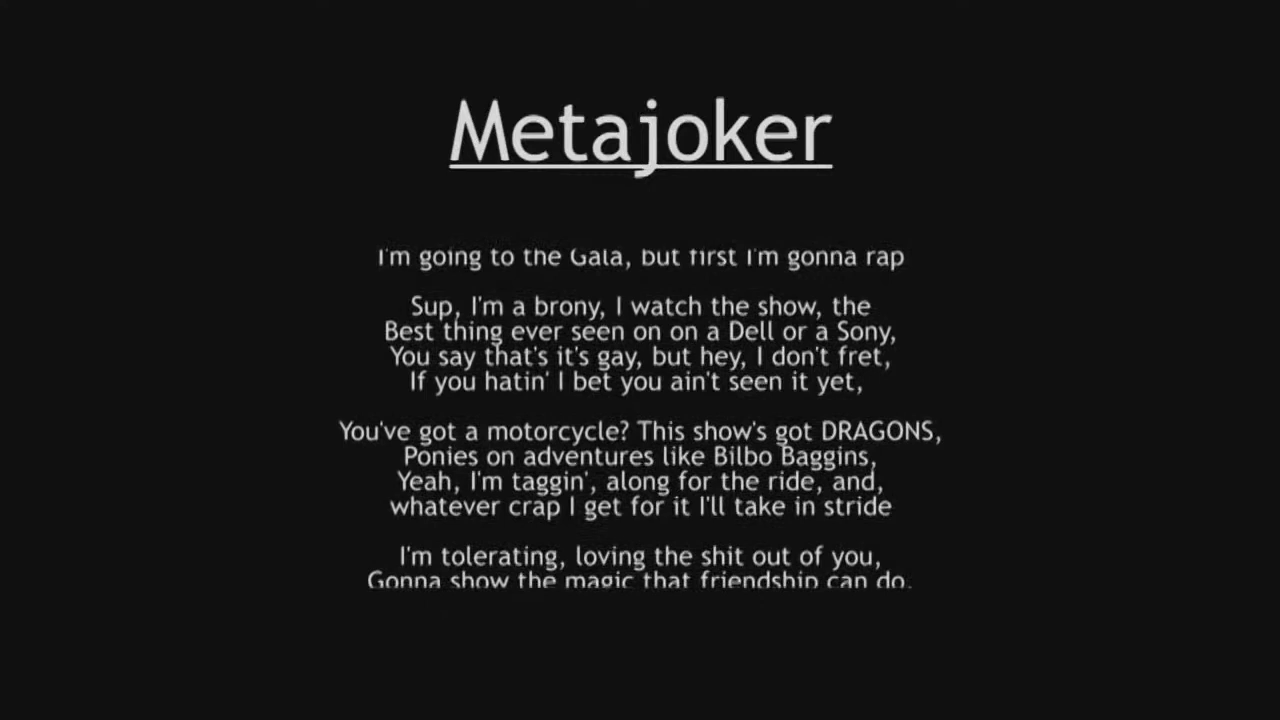 Metajoker
I'm going to the Gala, but first I'm gonna rap
Sup, I'm a brony, I watch the show, the
Best thing ever seen on on a Dell or a Sony,
You say that's it's gay, but hey, I don't fret,
If you hatin' I bet you ain't seen it yet,
You've got a motorcycle? This show's got DRAGONS,
Ponies on adventures like Bilbo Baggins,
Yeah, I'm taggin', along for the ride, and,
whatever crap I get for it I'll take in stride
I'm tolerating, loving the shit out of you,
Gonna show the magic that friendship can do.